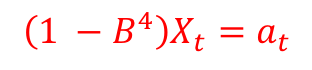 (1 − B⁴)Xₜ = aₜ